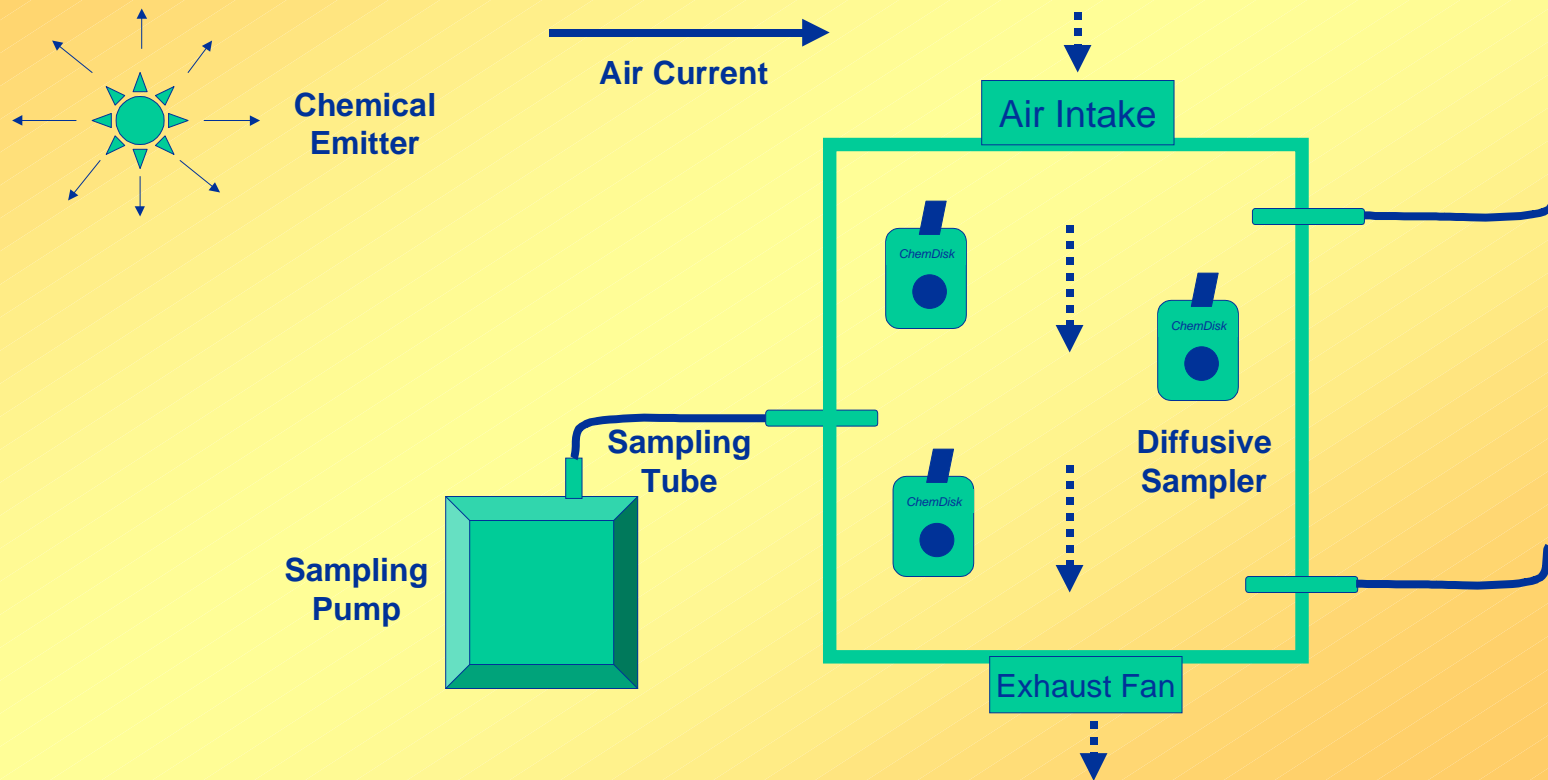 Air Current
Chemical
Emitter
Air Intake
ChemDisk
ChemDisk
Diffusive
Sampler
Sampling
Tube
ChemDisk
Sampling
Pump
Exhaust Fan